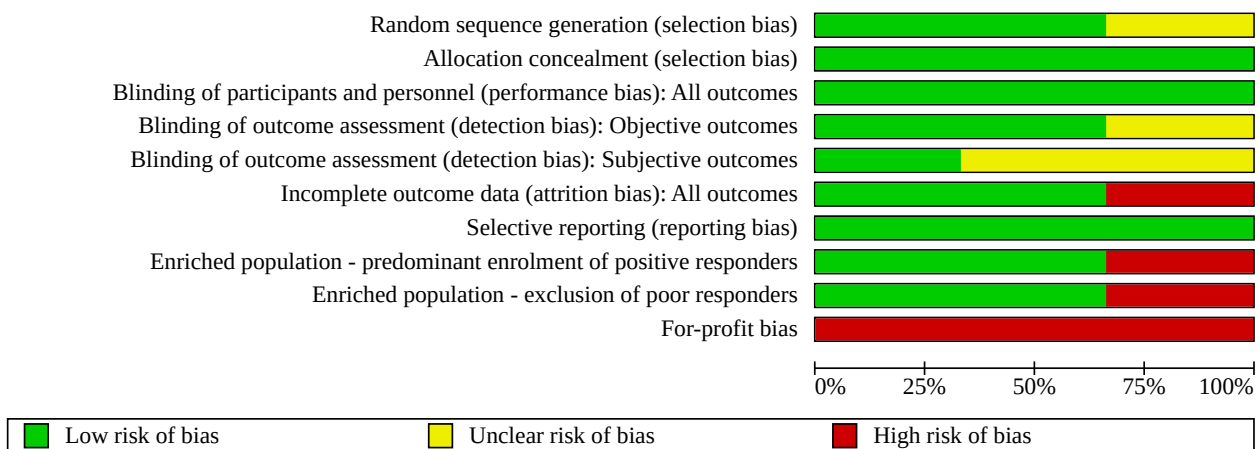 Random sequence generation (selection bias)
Allocation concealment (selection bias)
Blinding of participants and personnel (performance bias): All outcomes
Blinding of outcome assessment (detection bias): Objective outcomes
Blinding of outcome assessment (detection bias): Subjective outcomes
Incomplete outcome data (attrition bias): All outcomes
Selective reporting (reporting bias)
Enriched population - predominant enrolment of positive responders
Enriched population - exclusion of poor responders
For-profit bias
0% 25% 50% 75% 100%
Low risk of bias Unclear risk of bias High risk of bias